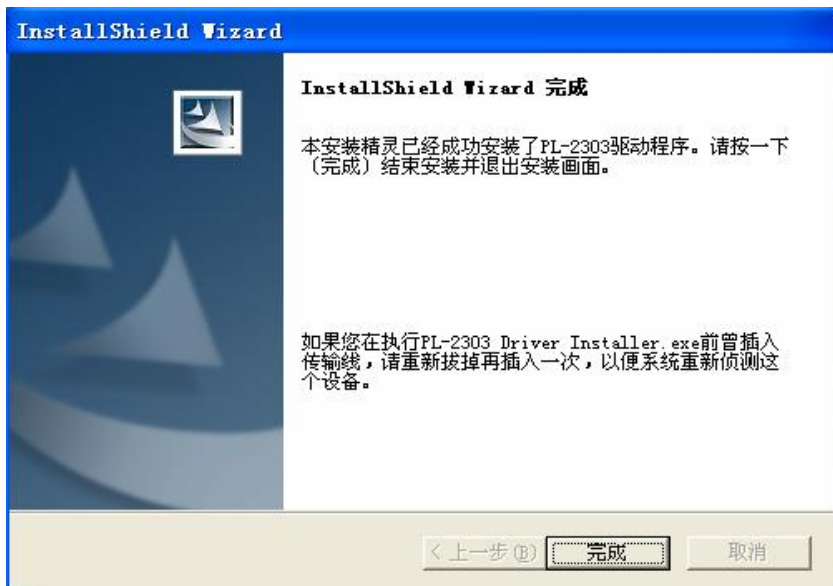 InstallShield Wizard
InstallShield Wizard 完成
本安装精灵已经成功安装了PL-2303驱动程序。请按一下
（完成）结束安装并退出安装画面。
如果您在执行PL-2303 Driver Installer.exe前曾插入
传输线，请重新拔掉再插入一次，以便系统重新侦测这
个设备。
< 上一步(B)
完成
取消